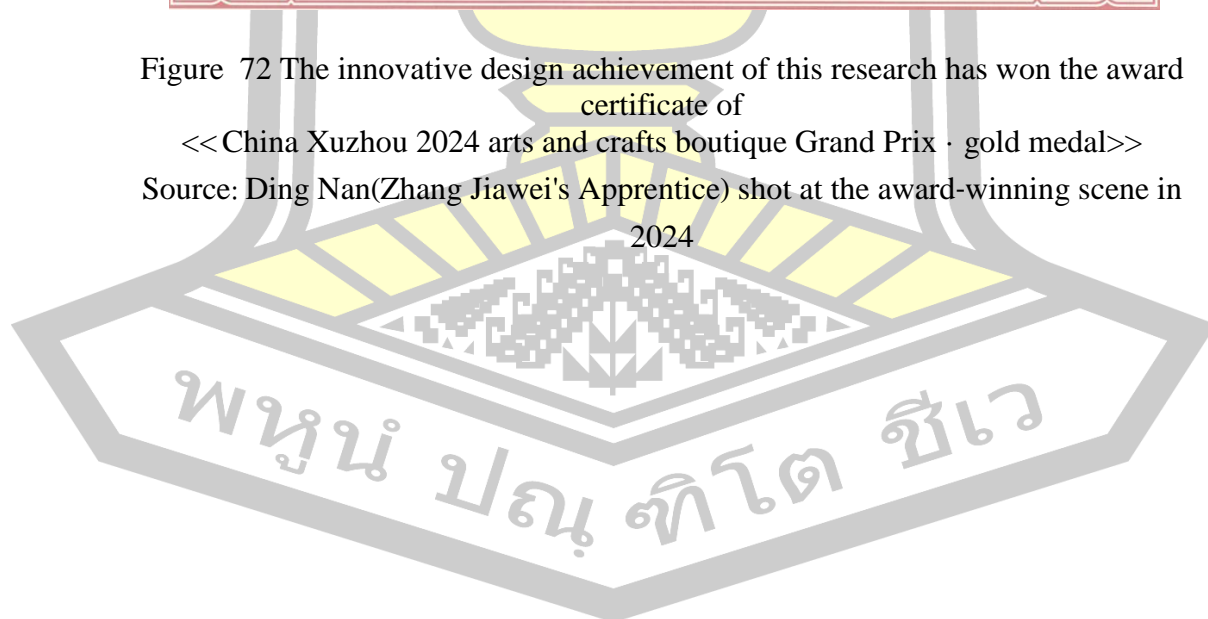 Figure  72 The innovative design achievement of this research has won the award
certificate of
<<China Xuzhou 2024 arts and crafts boutique Grand Prix · gold medal>>
Source: Ding Nan(Zhang Jiawei's Apprentice) shot at the award-winning scene in
2024
พหูนํ ปณฺฑิโต ชีเว